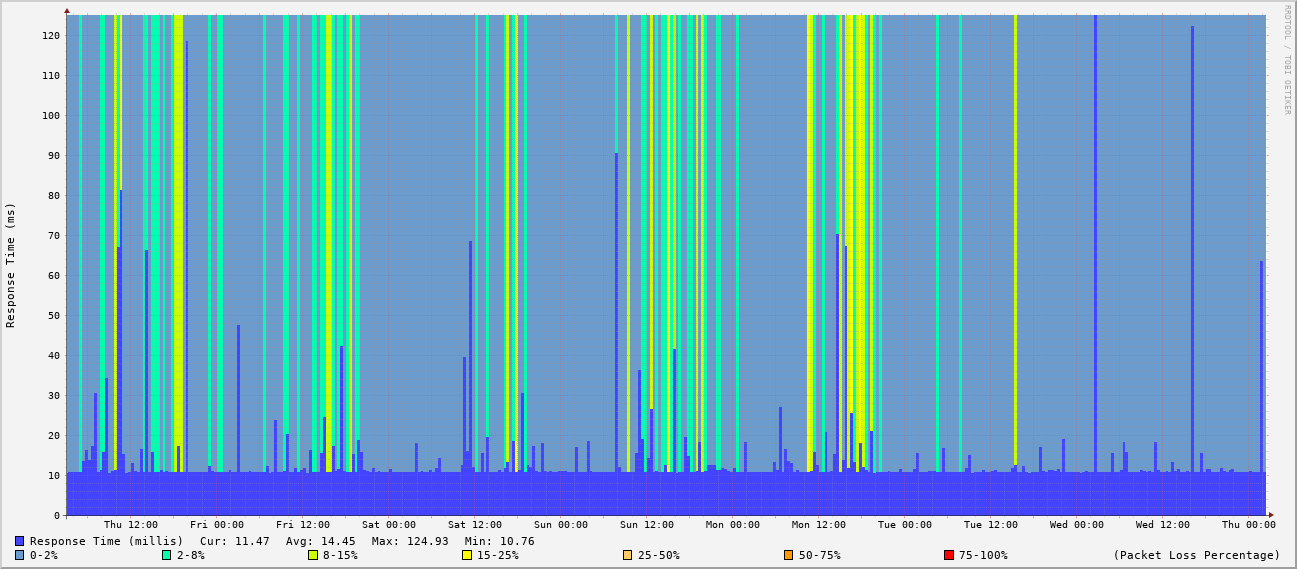 RRDTOOL / TOBI OETIKER
Response Time (ms)
120
110
100
90
80
70
60
50
40
30
20
10
0
Thu 12:00 Fri 00:00 Fri 12:00 Sat 00:00 Sat 12:00 Sun 00:00 Sun 12:00 Mon 00:00 Mon 12:00 Tue 00:00 Tue 12:00 Wed 00:00 Wed 12:00 Thu 00:00
Response Time (millis) Cur: 11.47 Avg: 14.45 Max: 124.93 Min: 10.76
0-2% 2-8% 8-15% 15-25% 25-50% 50-75% 75-100% (Packet Loss Percentage)